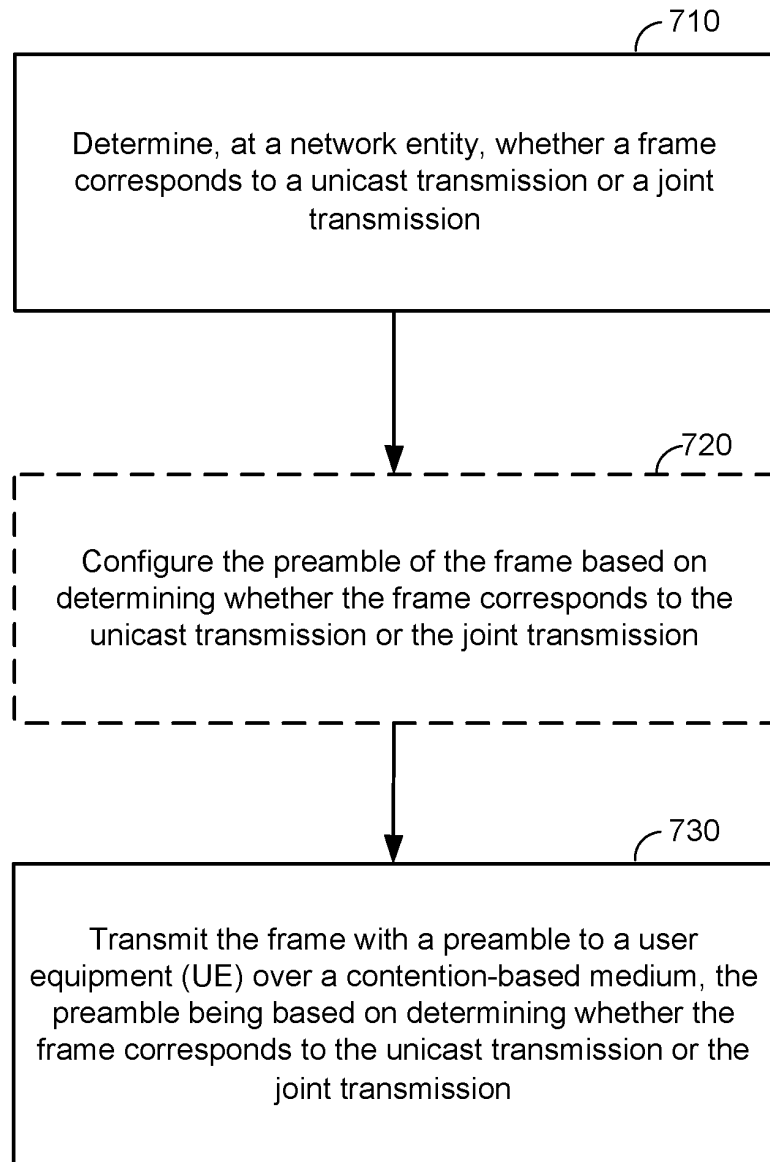 710
Determine, at a network entity, whether a frame
corresponds to a unicast transmission or a joint
transmission
720
Configure the preamble of the frame based on
determining whether the frame corresponds to the
unicast transmission or the joint transmission
730
Transmit the frame with a preamble to a user
equipment (UE) over a contention-based medium, the
preamble being based on determining whether the
frame corresponds to the unicast transmission or the
joint transmission